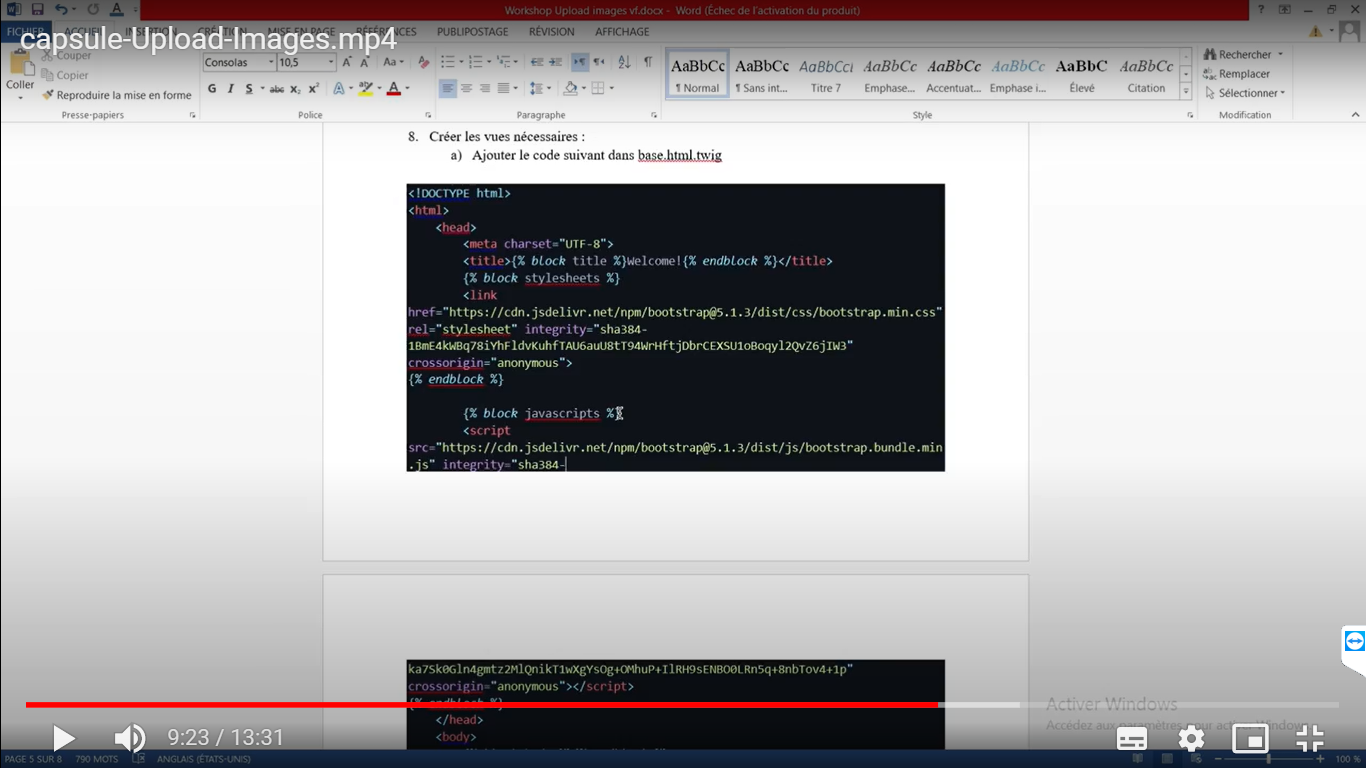 Workshop Upload images vf.docx - Word (Échec de l'activation du produit)
FICHIER ACCUEIL INSERTION CRÉATION MISE EN PAGE RÉFÉRENCES PUBLIPOSTAGE RÉVISION AFFICHAGE
capsule-Upload-Images.mp4
Coller
Couper
Copier
Reproduire la mise en forme
Presse-papiers
Consolas 10,5
G I S abc x₂ x²
Police
Paragraphe
AaBbCc AaBbCc AaBbCcI AaBbCc AaBbCc AaBbCc AaBbC AaBbCc
¶ Normal ¶ Sans int... Titre 7 Emphase... Accentuat... Emphase i... Élevé Citation
Style
Rechercher
Remplacer
Sélectionner
Modification
8. Créer les vues nécessaires :
a) Ajouter le code suivant dans base.html.twig
<!DOCTYPE html>
<html>
<head>
<meta charset="UTF-8">
<title>{% block title %}Welcome!{% endblock %}</title>
{% block stylesheets %}
<link
href="https://cdn.jsdelivr.net/npm/bootstrap@5.1.3/dist/css/bootstrap.min.css"
rel="stylesheet" integrity="sha384-
1BmE4kWBq78iYhFldvKuhfTAU6auU8tT94WrHftjDbrCEXSU1oBoqyl2QvZ6jIW3"
crossorigin="anonymous">
{% endblock %}
{% block javascripts %}
<script
src="https://cdn.jsdelivr.net/npm/bootstrap@5.1.3/dist/js/bootstrap.bundle.min
.js" integrity="sha384-
ka7Sk0Gln4gmtz2MlQnikT1wXgYsOg+OMhuP+IlRH9sENBO0LRn5q+8nbTov4+1p"
crossorigin="anonymous"></script>
{% endblock %}
</head>
<body>
Activer Windows
Accédez aux paramètres pour activer Windows.
9:23 / 13:31
PAGE 5 SUR 8 790 MOTS ANGLAIS (ÉTATS-UNIS) 100 %